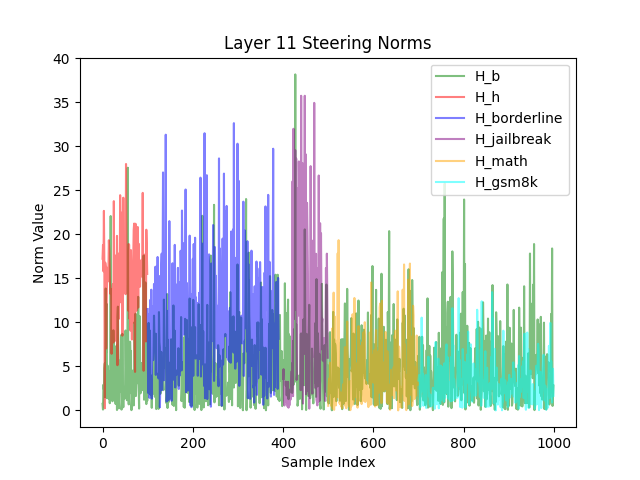 Layer 11 Steering Norms
Norm Value
40
35
30
25
20
15
10
5
0
0
200
400
600
800
1000
Sample Index
H_b
H_h
H_borderline
H_jailbreak
H_math
H_gsm8k